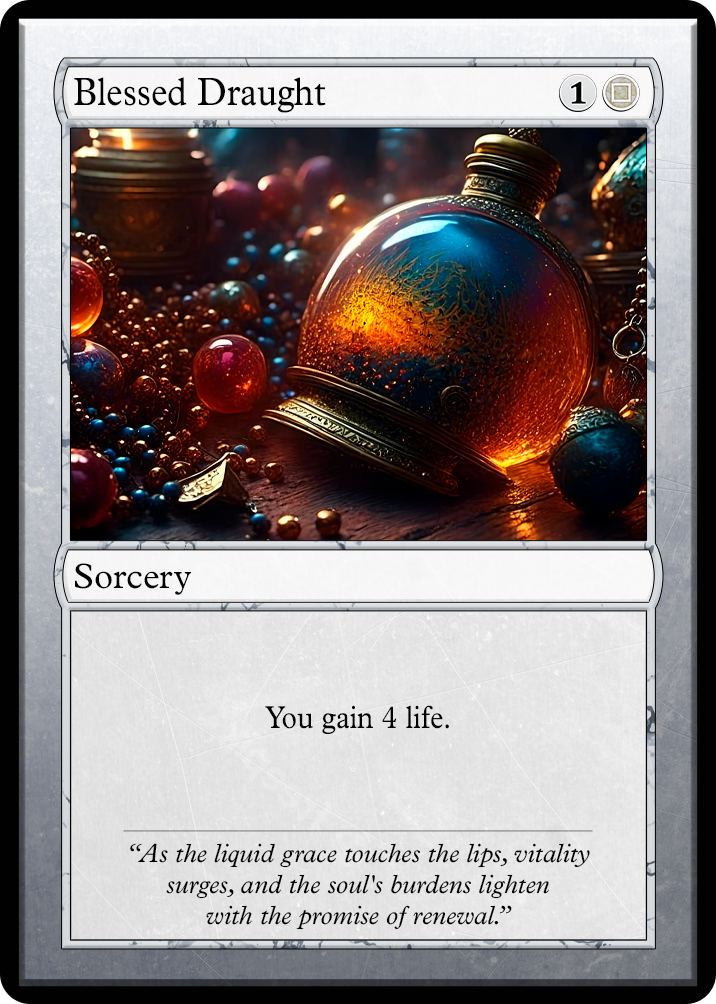 Blessed Draught 1
Sorcery
You gain 4 life.
“As the liquid grace touches the lips, vitality
surges, and the soul's burdens lighten
with the promise of renewal.”